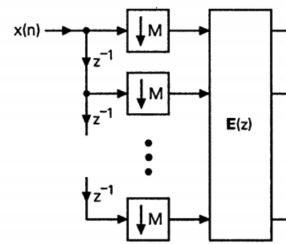 x(n)
↓ M
z⁻¹
↓ M
z⁻¹
E(z)
z⁻¹
↓ M